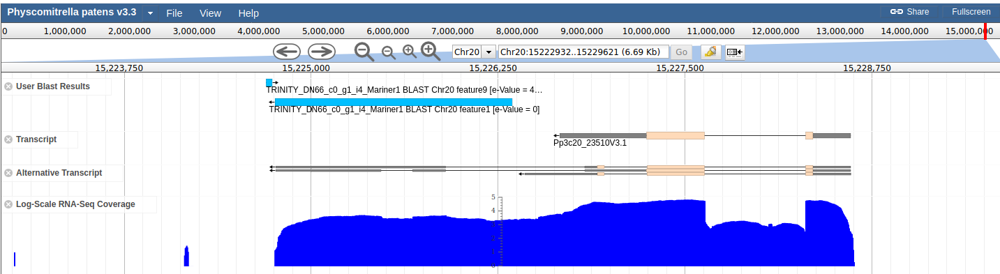 Physcomitrella patens v3.3 File View Help Share Fullscreen
0 1,000,000 2,000,000 3,000,000 4,000,000 5,000,000 6,000,000 7,000,000 8,000,000 9,000,000 10,000,000 11,000,000 12,000,000 13,000,000 14,000,000 15,000,000
Chr20 Chr20:15222932..15229621 (6.69 Kb) Go
15,223,750 15,225,000 15,226,250 15,227,500 15,228,750
User Blast Results
TRINITY_DN66_c0_g1_i4_Mariner1 BLAST Chr20 feature9 [e-Value = 4…
TRINITY_DN66_c0_g1_i4_Mariner1 BLAST Chr20 feature1 [e-Value = 0]
Transcript
Pp3c20_23510V3.1
Alternative Transcript
Log-Scale RNA-Seq Coverage
5
4
3
2
1
0